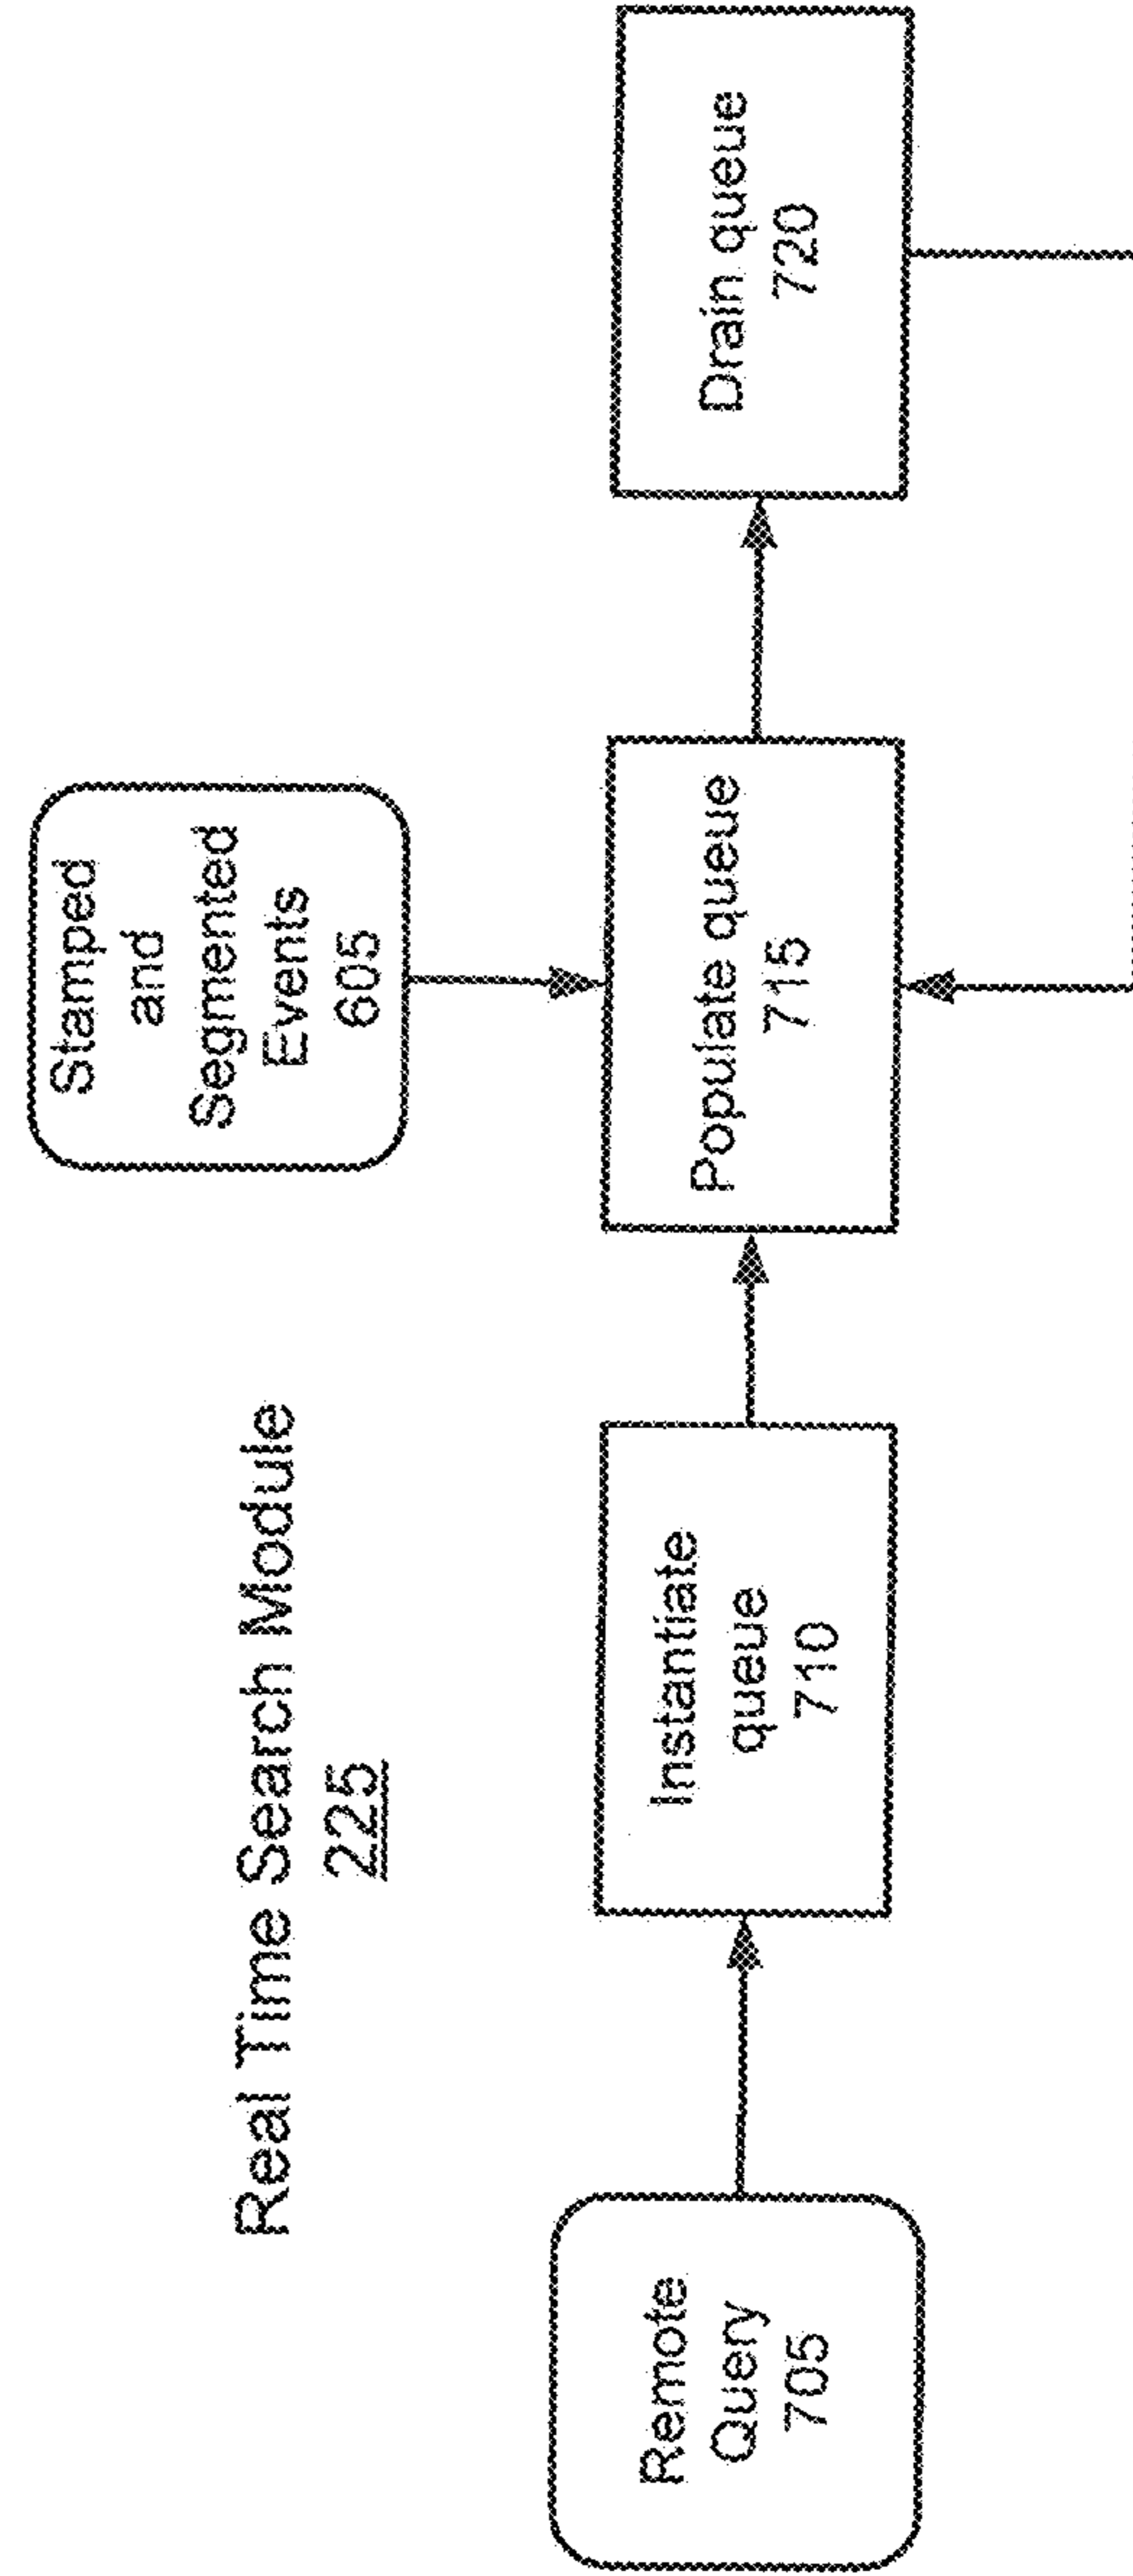 Real Time Search Module
225
Stamped
and
Segmented
Events
605
Remote
Query
705
Instantiate
queue
710
Populate queue
715
Drain queue
720